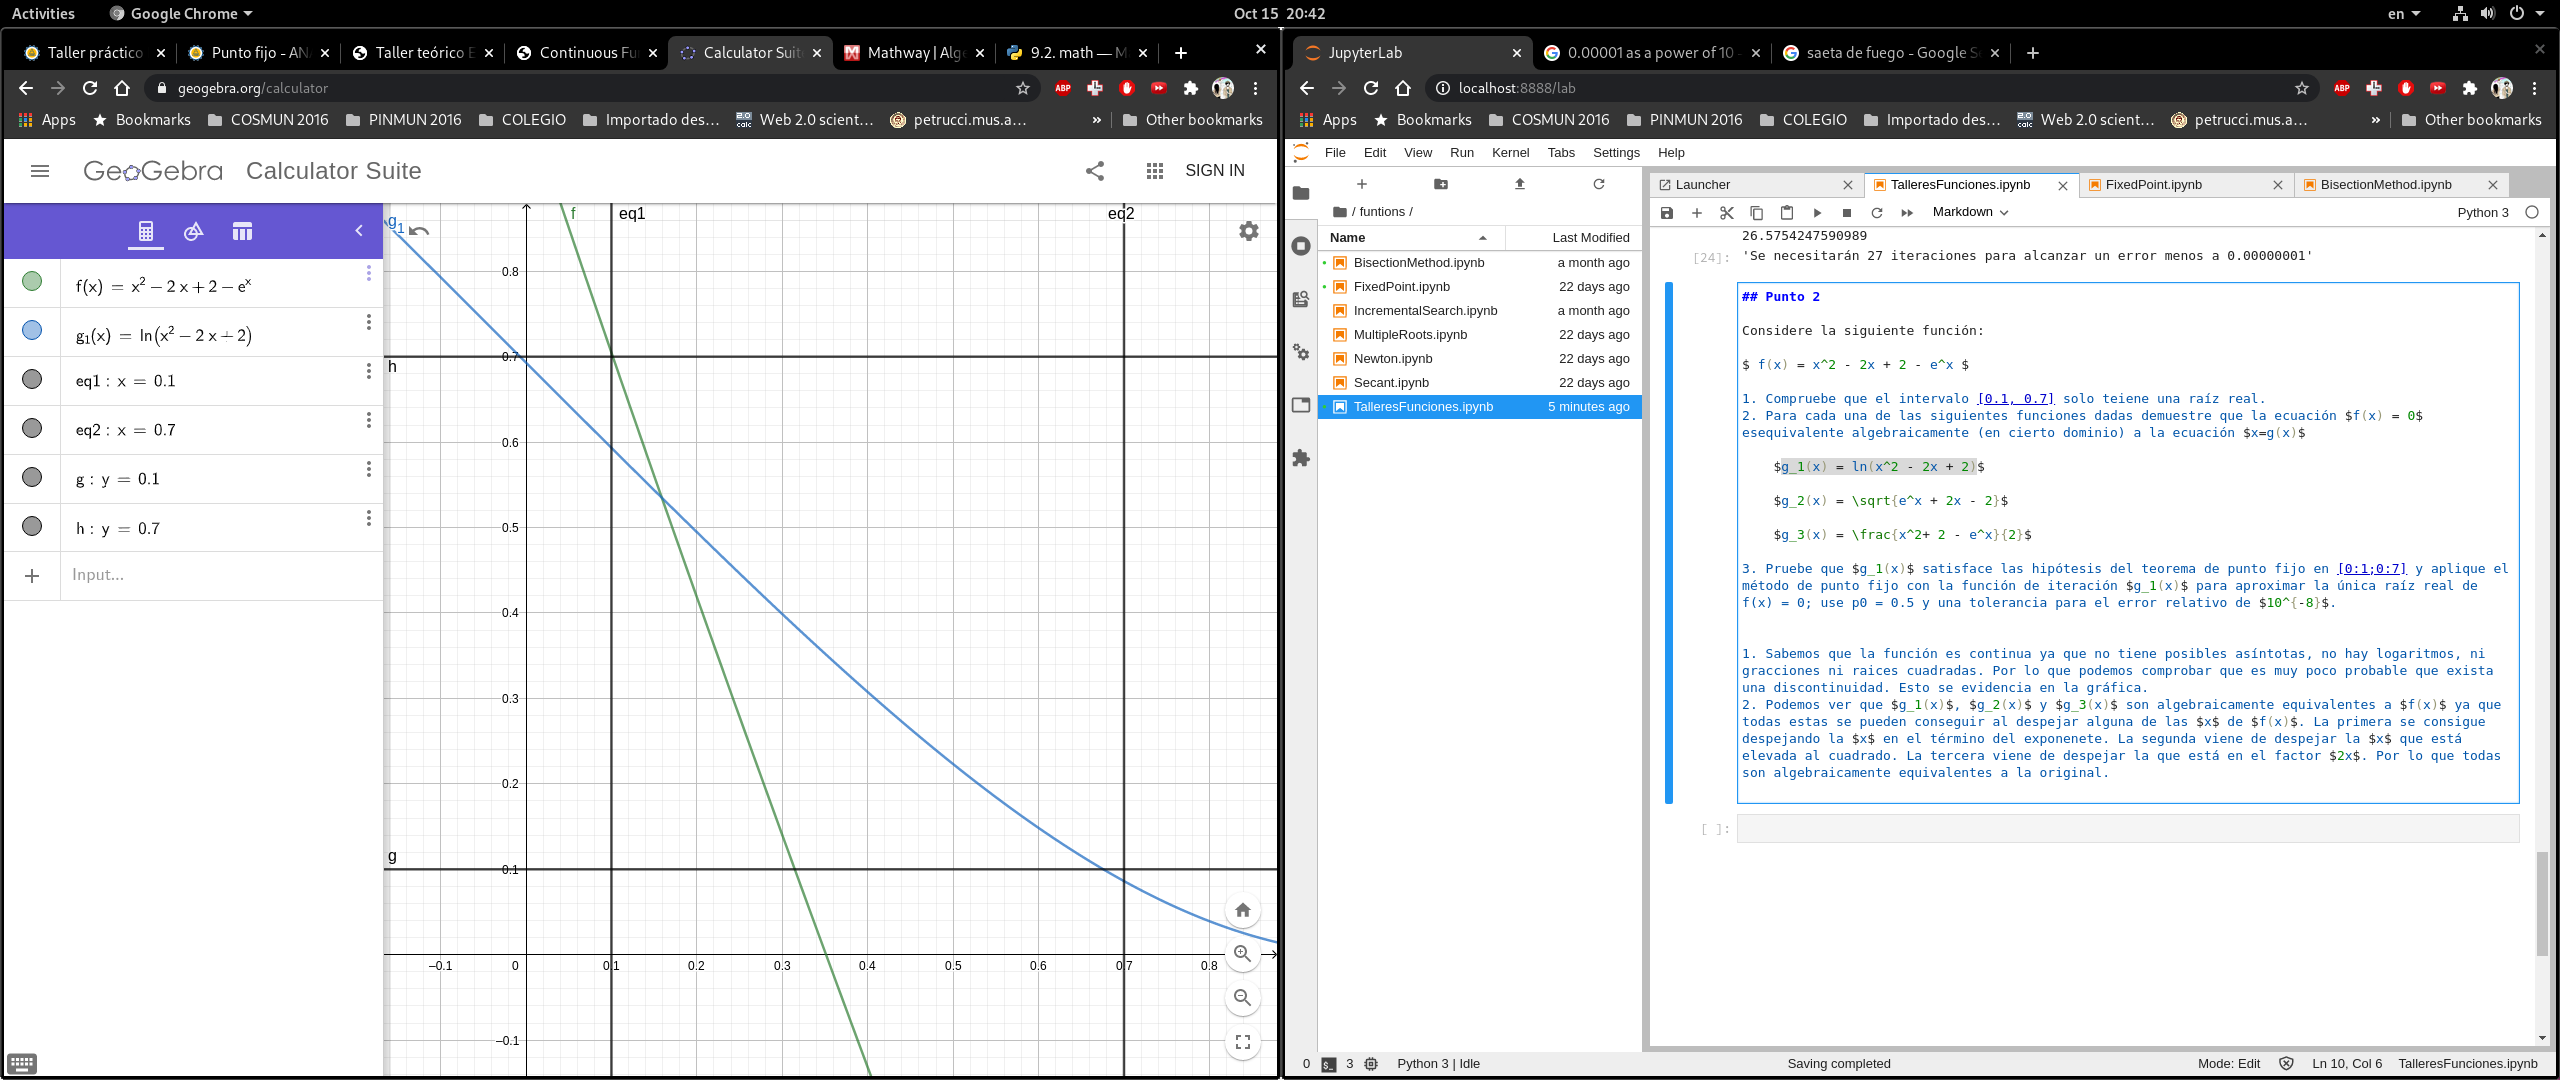 Activities
Google Chrome
Oct 15 20:42
en
Taller práctico
Punto fijo - AN
Taller teórico E
Continuous Fu
Calculator Suit
Mathway | Alg
9.2. math — M
geogebra.org/calculator
Apps
Bookmarks
COSMUN 2016
PINMUN 2016
COLEGIO
Importado des...
Web 2.0 scient...
petrucci.mus.a...
»
Other bookmarks
GeoGebra
Calculator Suite
SIGN IN
f(x) = x² − 2 x + 2 − eˣ
g₁(x) = ln(x² − 2 x + 2)
eq1 : x = 0.1
eq2 : x = 0.7
g : y = 0.1
h : y = 0.7
+
Input...
g₁
f
eq1
eq2
h
g
0.8
0.7
0.6
0.5
0.4
0.3
0.2
0.1
–0.1
–0.1
0
0.1
0.2
0.3
0.4
0.5
0.6
0.7
0.8
JupyterLab
0.00001 as a power of 10 -
saeta de fuego - Google S
localhost:8888/lab
Apps
Bookmarks
COSMUN 2016
PINMUN 2016
COLEGIO
Importado des...
Web 2.0 scient...
petrucci.mus.a...
»
Other bookmarks
File
Edit
View
Run
Kernel
Tabs
Settings
Help
/ funtions /
Name
Last Modified
BisectionMethod.ipynb
a month ago
FixedPoint.ipynb
22 days ago
IncrementalSearch.ipynb
a month ago
MultipleRoots.ipynb
22 days ago
Newton.ipynb
22 days ago
Secant.ipynb
22 days ago
TalleresFunciones.ipynb
5 minutes ago
Launcher
TalleresFunciones.ipynb
FixedPoint.ipynb
BisectionMethod.ipynb
Markdown
Python 3
26.5754247590989
[24]: 'Se necesitarán 27 iteraciones para alcanzar un error menos a 0.00000001'
## Punto 2
Considere la siguiente función:
$ f(x) = x^2 - 2x + 2 - e^x $
1. Compruebe que el intervalo [0.1, 0.7] solo teiene una raíz real.
2. Para cada una de las siguientes funciones dadas demuestre que la ecuación $f(x) = 0$
esequivalente algebraicamente (en cierto dominio) a la ecuación $x=g(x)$
$g_1(x) = ln(x^2 - 2x + 2)$
$g_2(x) = \sqrt{e^x + 2x - 2}$
$g_3(x) = \frac{x^2+ 2 - e^x}{2}$
3. Pruebe que $g_1(x)$ satisface las hipótesis del teorema de punto fijo en [0:1;0:7] y aplique el
método de punto fijo con la función de iteración $g_1(x)$ para aproximar la única raíz real de
f(x) = 0; use p0 = 0.5 y una tolerancia para el error relativo de $10^{-8}$.
1. Sabemos que la función es continua ya que no tiene posibles asíntotas, no hay logaritmos, ni
gracciones ni raices cuadradas. Por lo que podemos comprobar que es muy poco probable que exista
una discontinuidad. Esto se evidencia en la gráfica.
2. Podemos ver que $g_1(x)$, $g_2(x)$ y $g_3(x)$ son algebraicamente equivalentes a $f(x)$ ya que
todas estas se pueden conseguir al despejar alguna de las $x$ de $f(x)$. La primera se consigue
despejando la $x$ en el término del exponenete. La segunda viene de despejar la $x$ que está
elevada al cuadrado. La tercera viene de despejar la que está en el factor $2x$. Por lo que todas
son algebraicamente equivalentes a la original.
[ ]:
0
3
Python 3 | Idle
Saving completed
Mode: Edit
Ln 10, Col 6
TalleresFunciones.ipynb